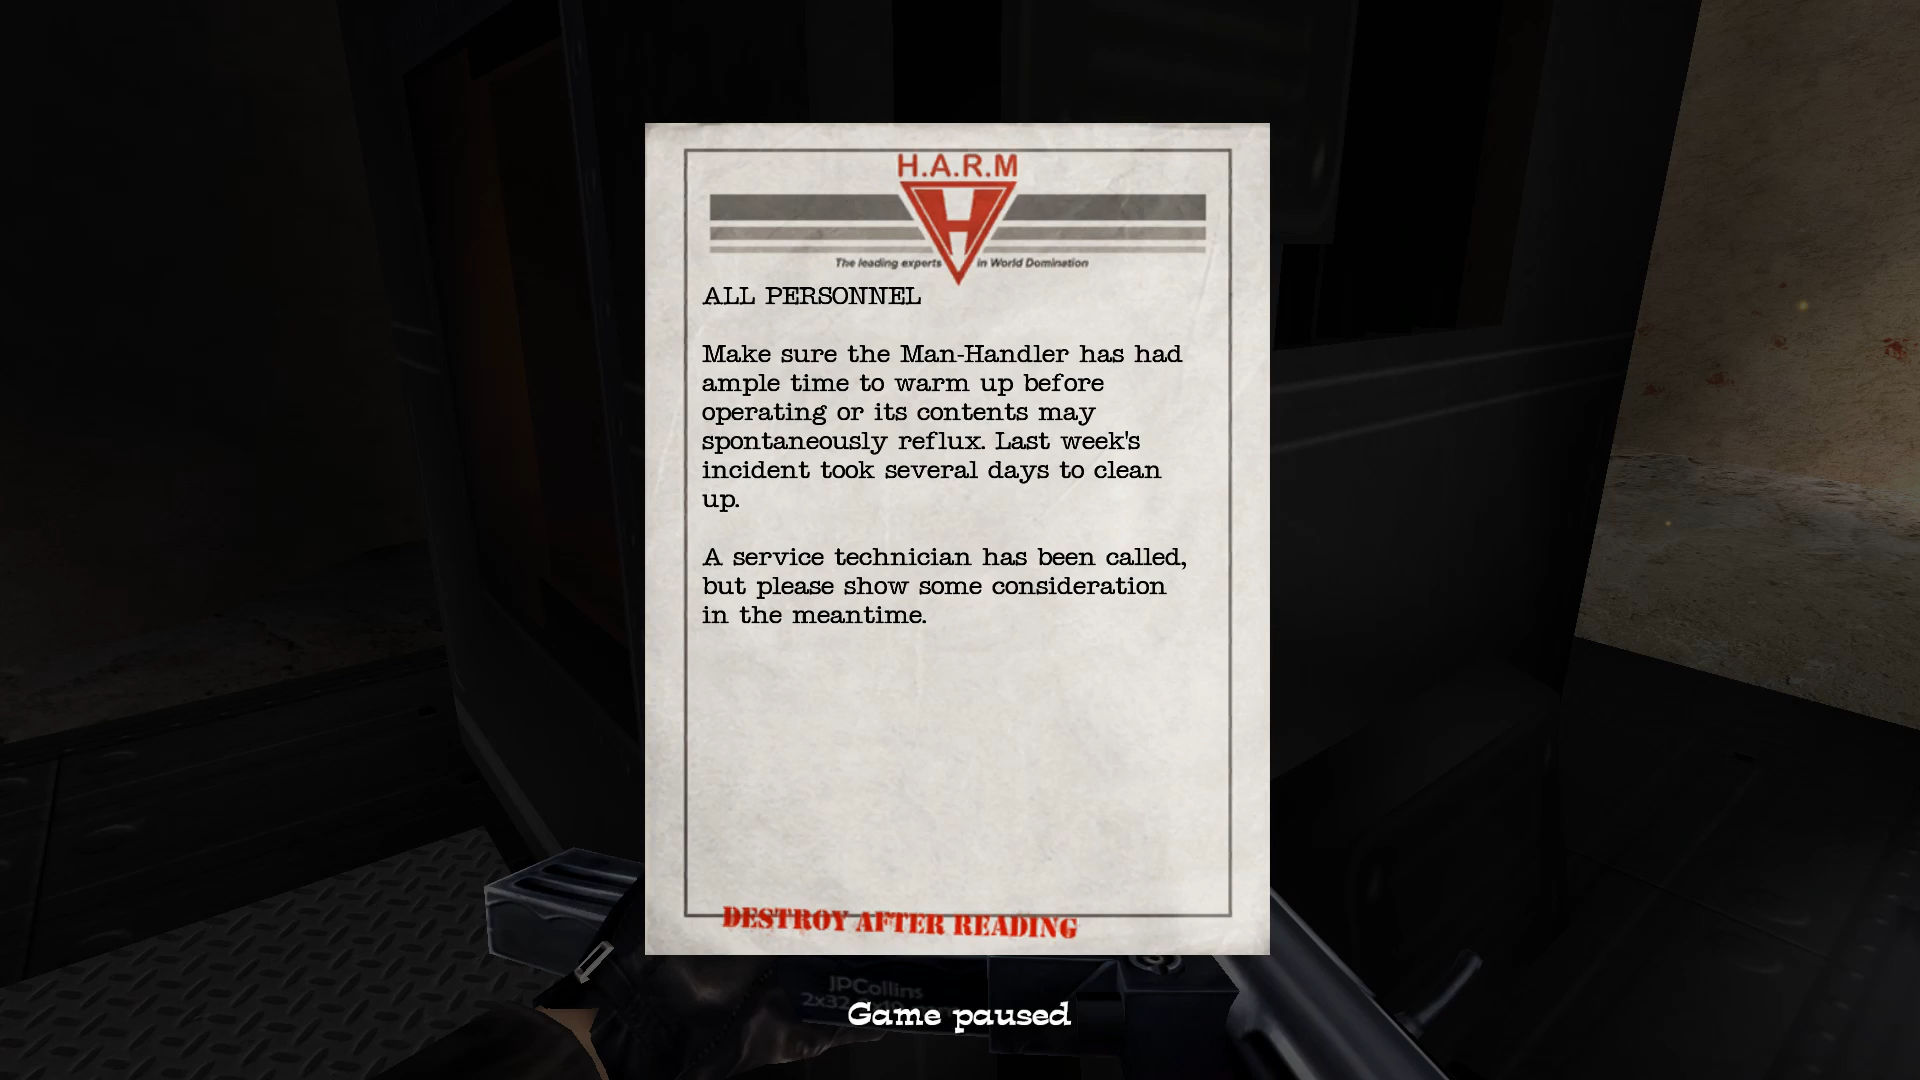 H.A.R.M
The leading experts in World Domination
ALL PERSONNEL
Make sure the Man-Handler has had
ample time to warm up before
operating or its contents may
spontaneously reflux. Last week's
incident took several days to clean
up.
A service technician has been called,
but please show some consideration
in the meantime.
DESTROY AFTER READING
JPCollins
Game paused